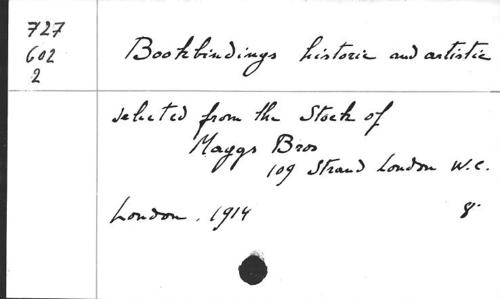 727
602
2
Bookbindings historic and artistic
selected from the Stock of
Maggs Bros
109 Strand London W.C.
London. 1914 8°